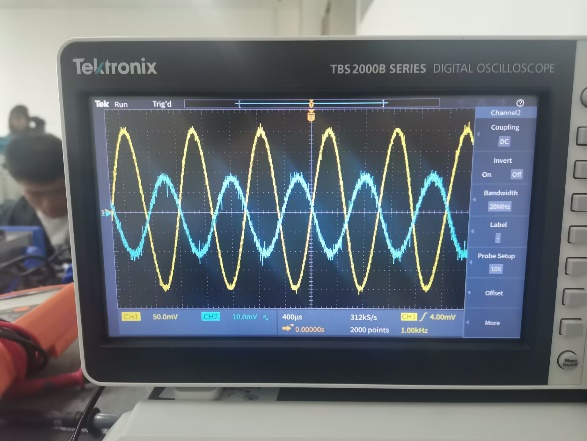 Tektronix
TBS 2000B SERIES DIGITAL OSCILLOSCOPE
Tek Run Trig'd
Channel2
Coupling
DC
Invert
On Off
Bandwidth
20MHz
Label
Probe Setup
10X
Offset
More
CH1 50.0mV CH2 10.0mV 400µs 312kS/s CH1 4.00mV
0.00000s 2000 points 1.00kHz